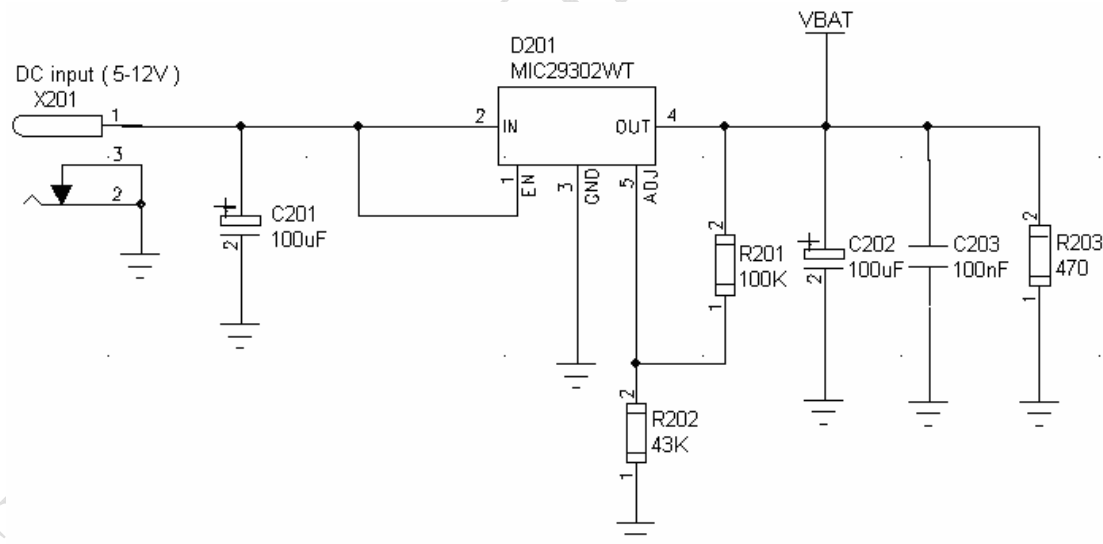 VBAT
D201
MIC29302WT
DC input ( 5-12V )
X201
1
3
2
2
IN
OUT
4
1
EN
3
GND
5
ADJ
+
C201
100uF
2
2
R201
100K
1
+
C202
100uF
2
C203
100nF
2
R203
470
1
2
R202
43K
1